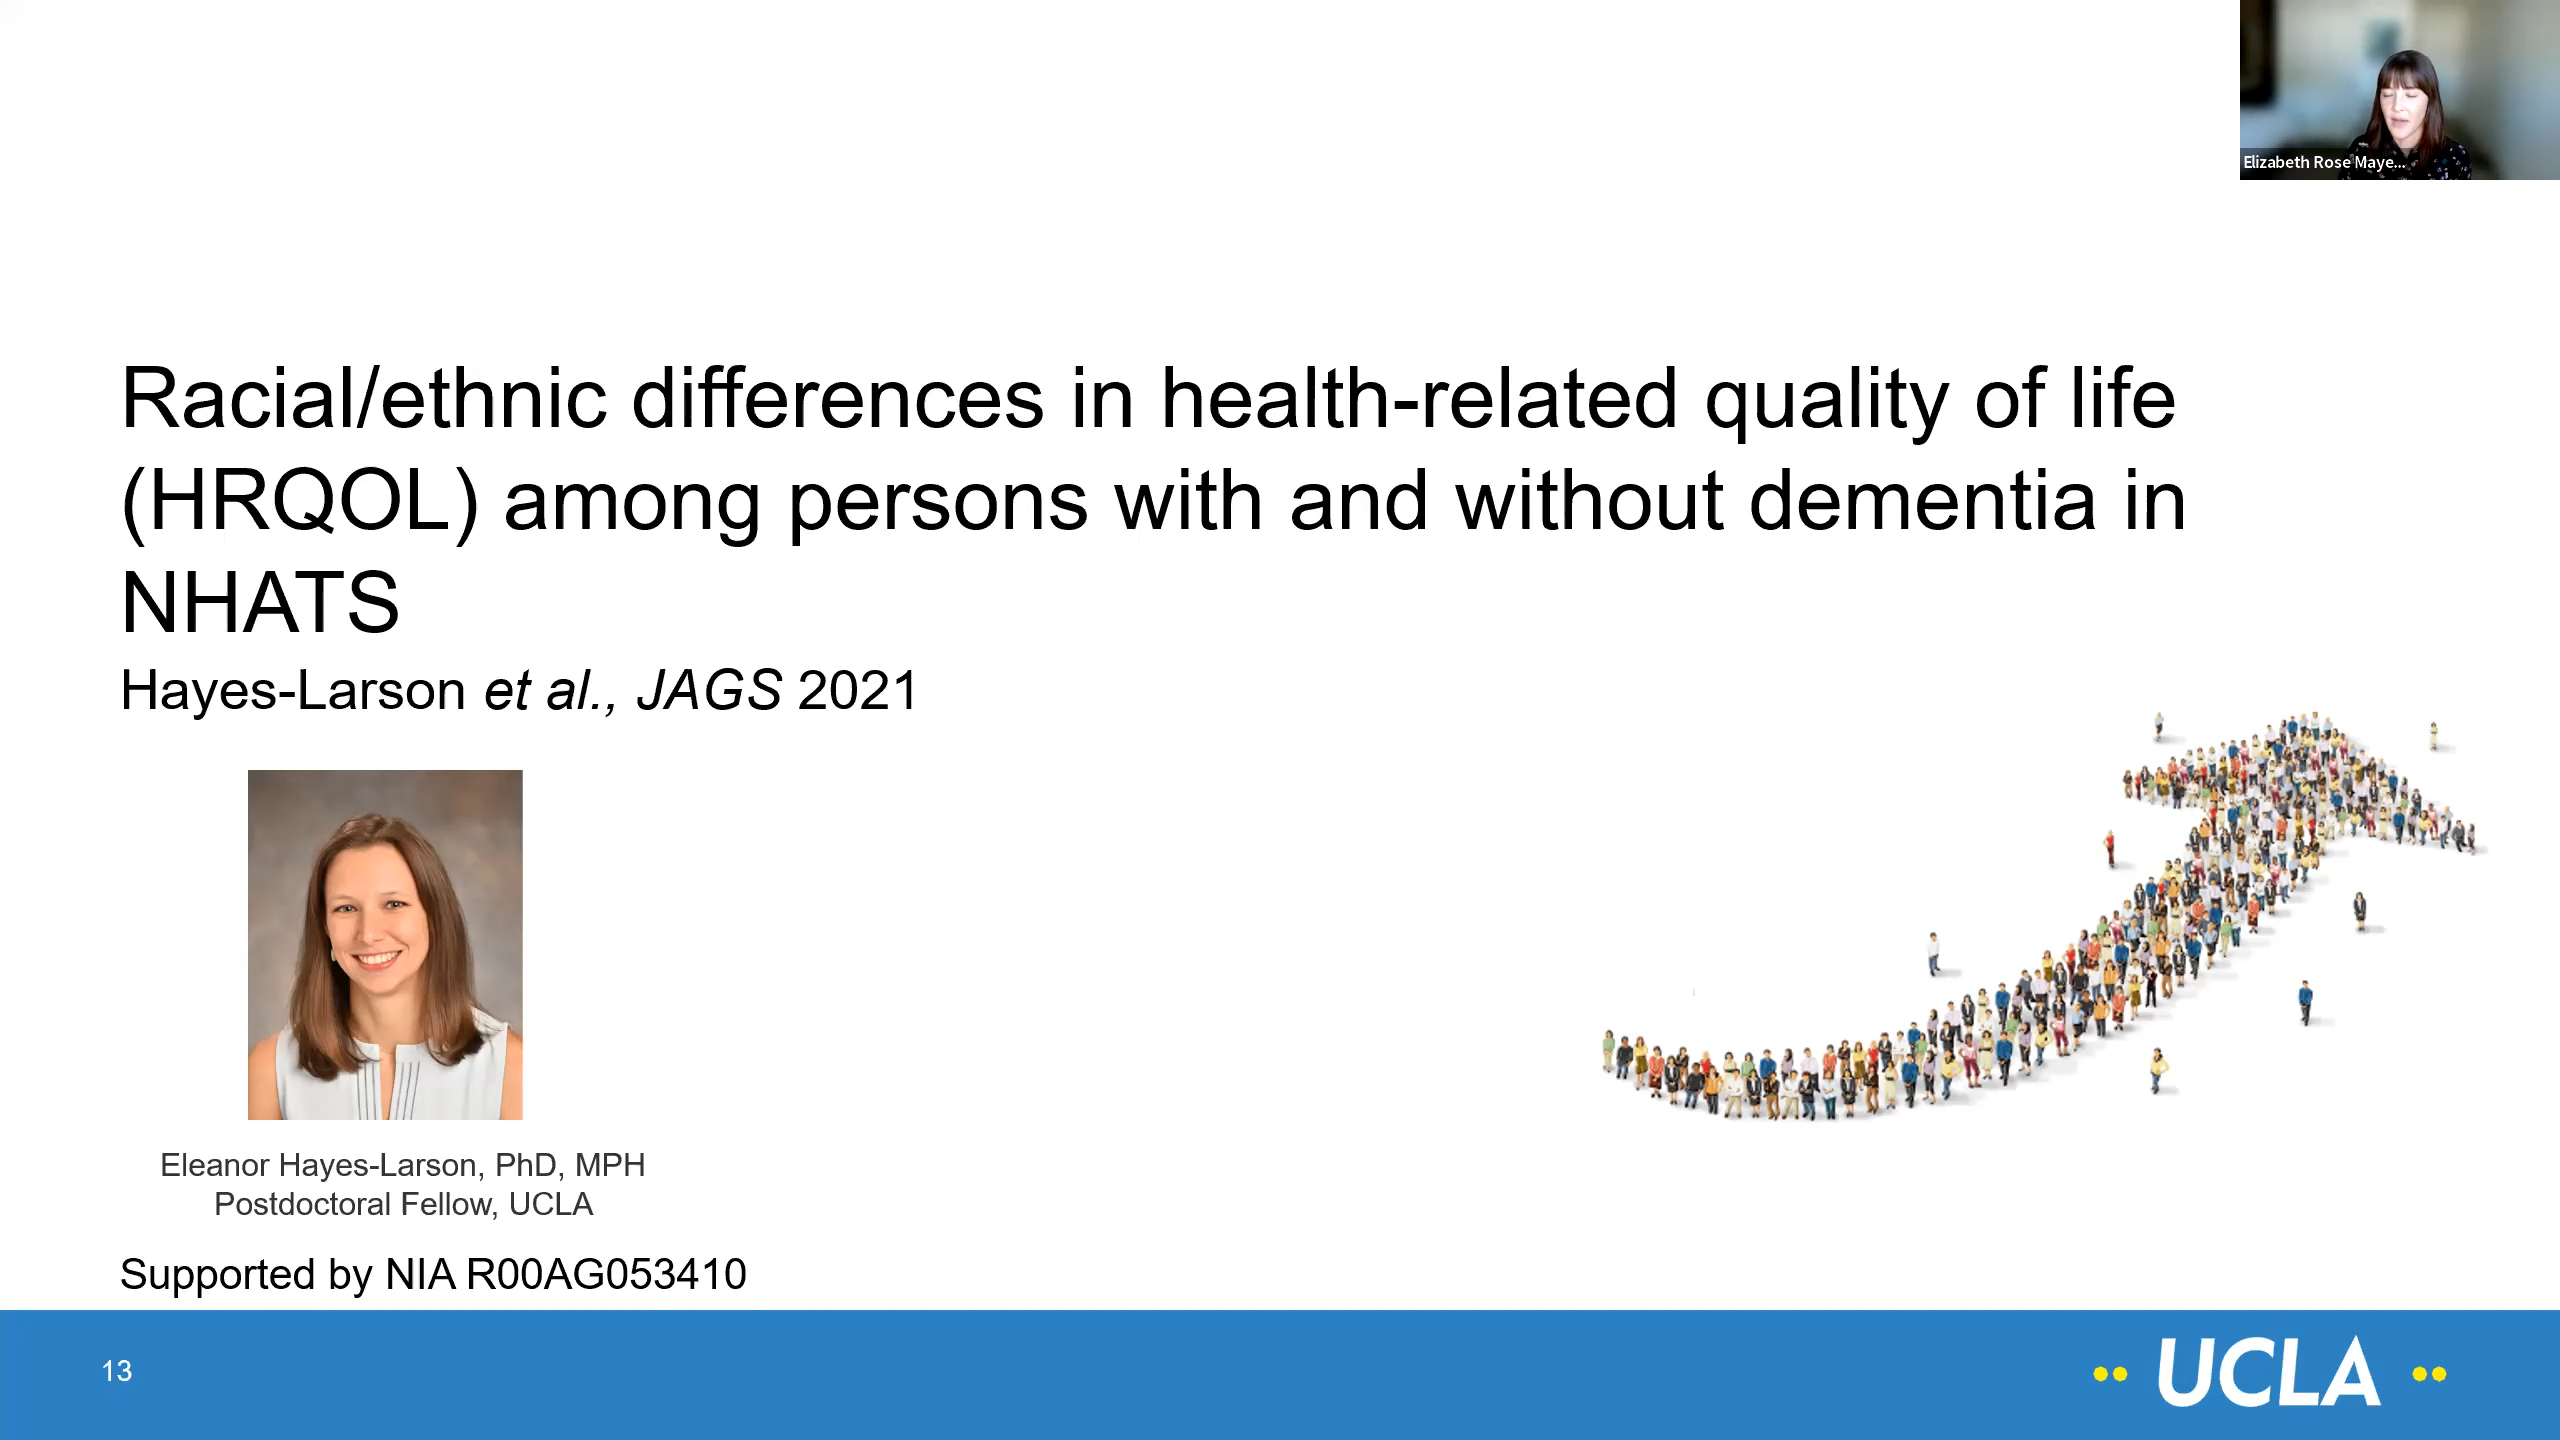 Elizabeth Rose Maye...
Racial/ethnic differences in health-related quality of life
(HRQOL) among persons with and without dementia in
NHATS
Hayes-Larson et al., JAGS 2021
Eleanor Hayes-Larson, PhD, MPH
Postdoctoral Fellow, UCLA
Supported by NIA R00AG053410
13
UCLA